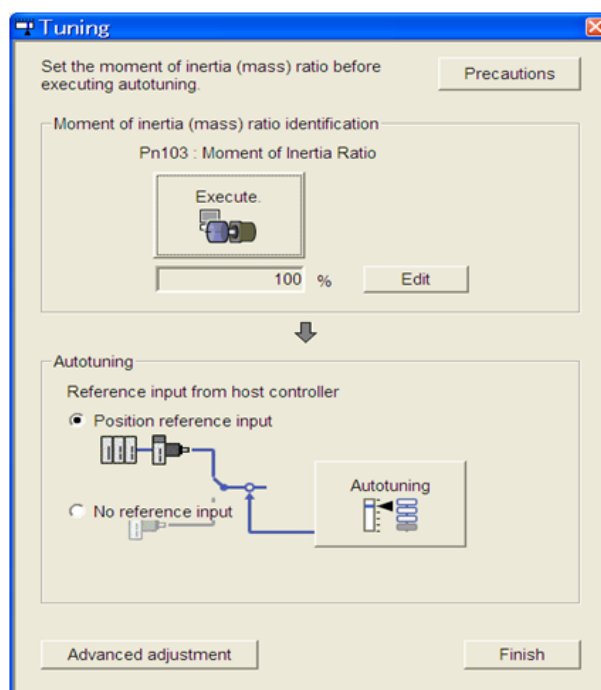 Tuning
Set the moment of inertia (mass) ratio before
executing autotuning.
Precautions
Moment of inertia (mass) ratio identification
Pn103 : Moment of Inertia Ratio
Execute.
100 %
Edit
Autotuning
Reference input from host controller
Position reference input
No reference input
Autotuning
Advanced adjustment
Finish